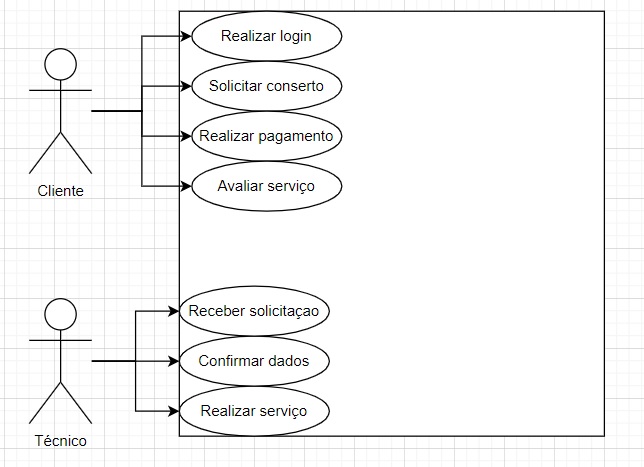 Realizar login
Solicitar conserto
Realizar pagamento
Avaliar serviço
Cliente
Receber solicitaçao
Confirmar dados
Realizar serviço
Técnico